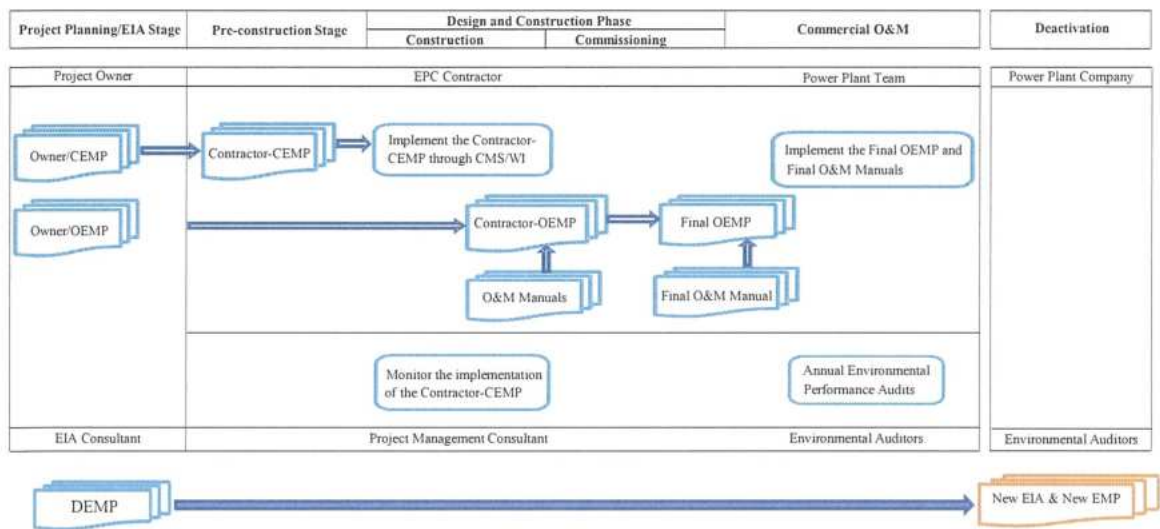 Project Planning/EIA Stage
Pre-construction Stage
Design and Construction Phase
Construction
Commissioning
Commercial O&M
Deactivation
Project Owner
EPC Contractor
Power Plant Team
Power Plant Company
Owner/CEMP
Contractor-CEMP
Implement the Contractor-
CEMP through CMS/WI
Implement the Final OEMP and
Final O&M Manuals
Owner/OEMP
Contractor-OEMP
Final OEMP
O&M Manuals
Final O&M Manual
Monitor the implementation
of the Contractor-CEMP
Annual Environmental
Performance Audits
EIA Consultant
Project Management Consultant
Environmental Auditors
Environmental Auditors
DEMP
New EIA & New EMP